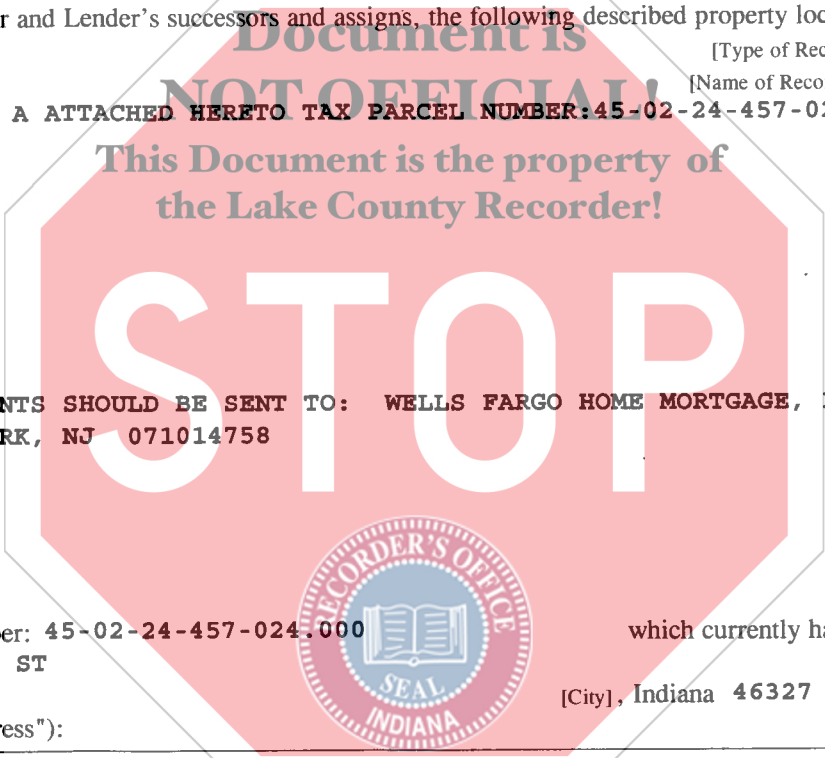 r and Lender's successors and assigns, the following described property loc
Document is
[Type of Rec
NOT OFFICIAL!
[Name of Reco
A ATTACHED HERETO TAX PARCEL NUMBER:45-02-24-457-02
This Document is the property of
the Lake County Recorder!
STOP
NTS SHOULD BE SENT TO: WELLS FARGO HOME MORTGAGE,
RK, NJ 071014758
RECORDER'S OFFICE
er: 45-02-24-457-024.000 which currently ha
ST
SEAL
[City], Indiana 46327
INDIANA
ess"):